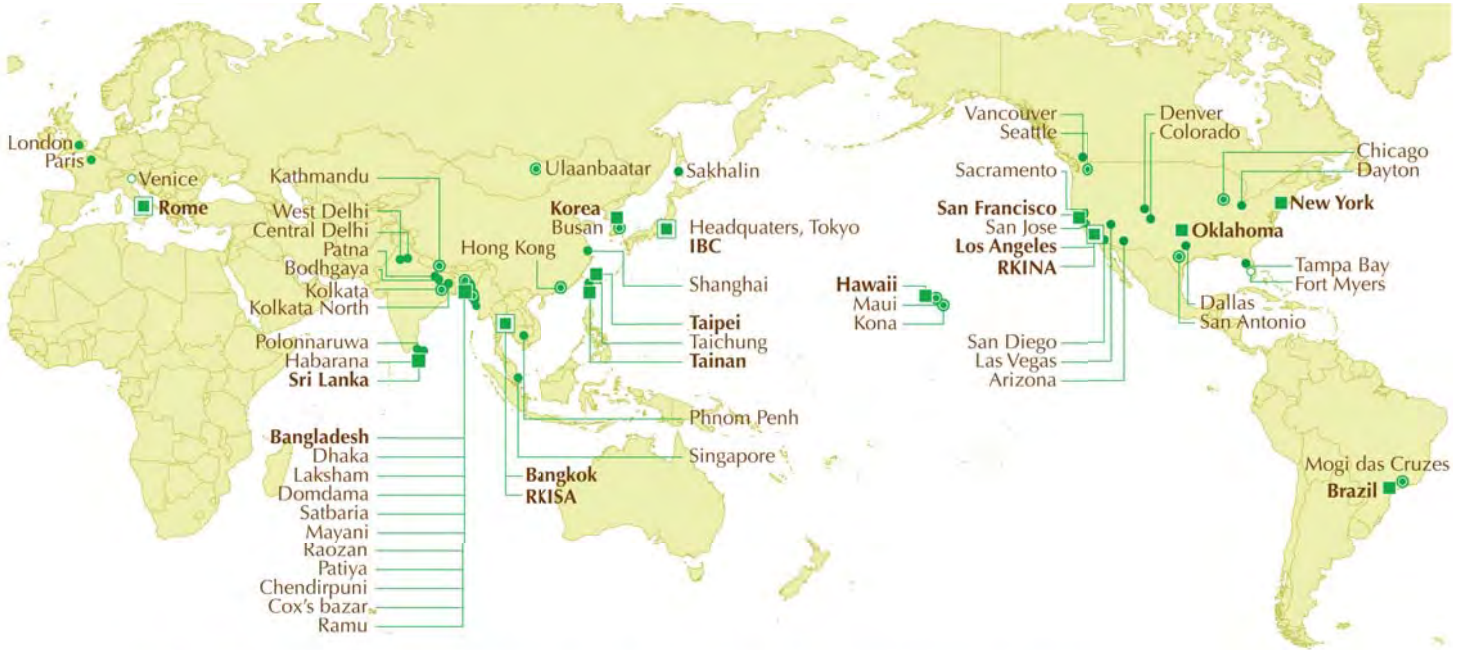 London
Paris
Venice
Rome
Kathmandu
West Delhi
Central Delhi
Patna
Bodhgaya
Kolkata
Kolkata North
Polonnaruwa
Habarana
Sri Lanka
Bangladesh
Dhaka
Laksham
Domdama
Satbaria
Mayani
Raozan
Patiya
Chendirpuni
Cox's bazar
Ramu
Ulaanbaatar
Sakhalin
Korea
Busan
Hong Kong
Headquaters, Tokyo
IBC
Shanghai
Taipei
Taichung
Tainan
Phnom Penh
Singapore
Bangkok
RKISA
Hawaii
Maui
Kona
Vancouver
Seattle
Sacramento
San Francisco
San Jose
Los Angeles
RKINA
San Diego
Las Vegas
Arizona
Denver
Colorado
Chicago
Dayton
New York
Oklahoma
Tampa Bay
Fort Myers
Dallas
San Antonio
Mogi das Cruzes
Brazil